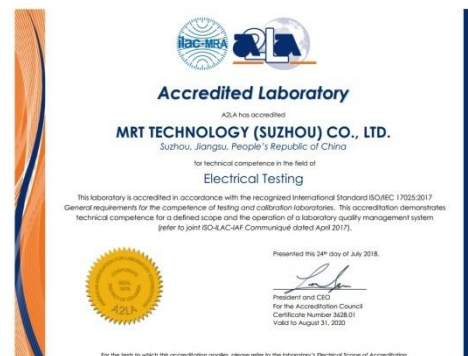 ilac-MRA
A2LA
Accredited Laboratory
A2LA has accredited
MRT TECHNOLOGY (SUZHOU) CO., LTD.
Suzhou, Jiangsu, People's Republic of China
for technical competence in the field of
Electrical Testing
This laboratory is accredited in accordance with the recognized International Standard ISO/IEC 17025:2017
General requirements for the competence of testing and calibration laboratories. This accreditation demonstrates
technical competence for a defined scope and the operation of a laboratory quality management system
(refer to joint ISO-ILAC-IAF Communiqué dated April 2017).
Presented this 24th day of July 2018.
President and CEO
For the Accreditation Council
Certificate Number 3628.01
Valid to August 31, 2020
CORPORATE
SEAL
1978
A2LA
For the tests to which this accreditation applies, please refer to the laboratory's Electrical Scope of Accreditation.